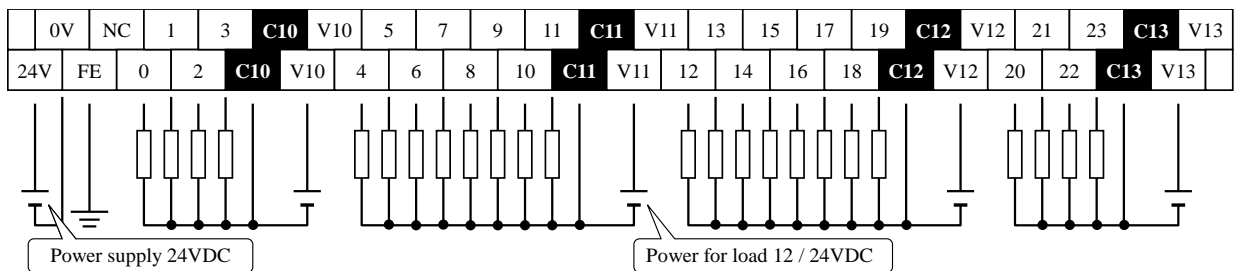 0V NC 1 3 C10 V10 5 7 9 11 C11 V11 13 15 17 19 C12 V12 21 23 C13 V13
24V FE 0 2 C10 V10 4 6 8 10 C11 V11 12 14 16 18 C12 V12 20 22 C13 V13
Power supply 24VDC Power for load 12 / 24VDC